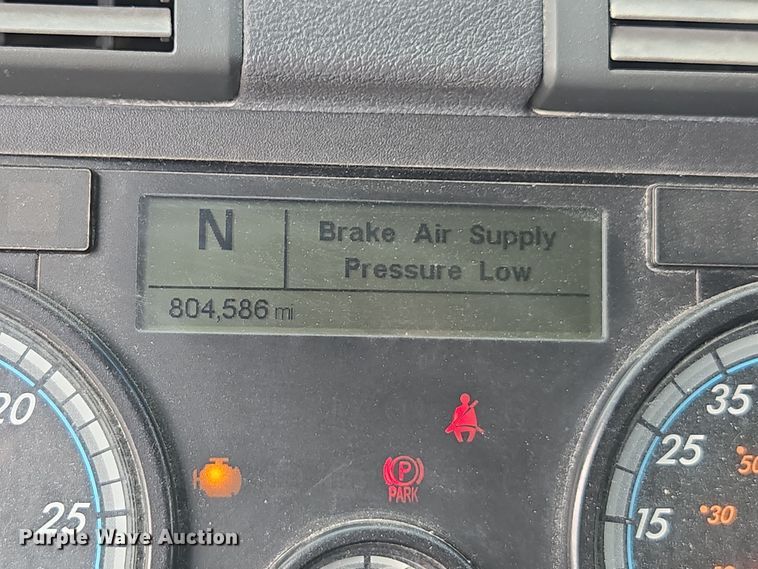 N
Brake Air Supply
Pressure Low
804,586 mi
20
25
P
PARK
35
25
15
50
30
Purple Wave Auction